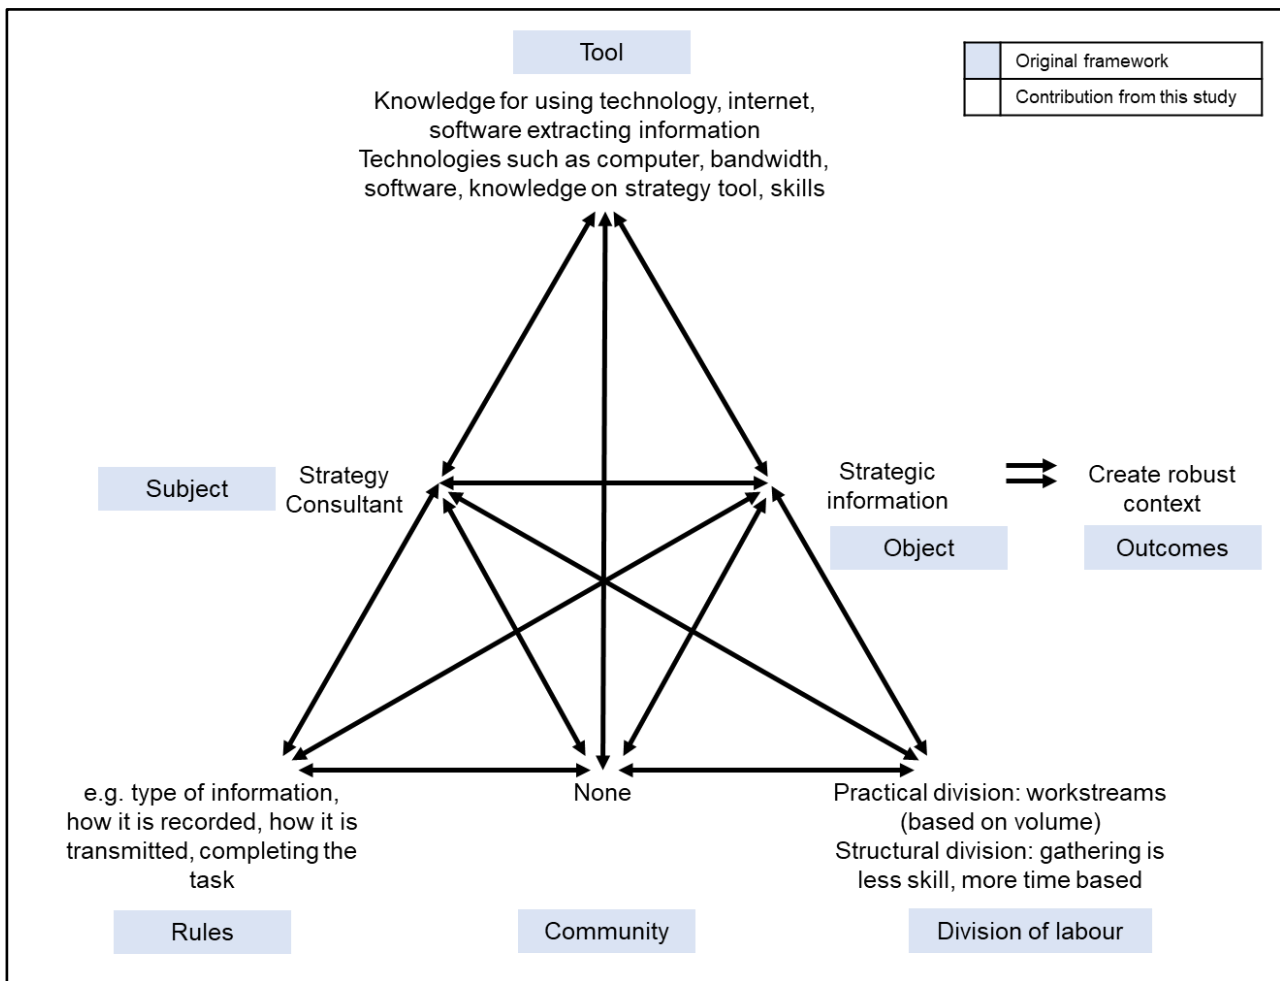 Tool
Original framework
Contribution from this study
Knowledge for using technology, internet,
software extracting information
Technologies such as computer, bandwidth,
software, knowledge on strategy tool, skills
Subject
Strategy
Consultant
Strategic
information
Object
Create robust
context
Outcomes
e.g. type of information,
how it is recorded, how it is
transmitted, completing the
task
Rules
None
Community
Practical division: workstreams
(based on volume)
Structural division: gathering is
less skill, more time based
Division of labour